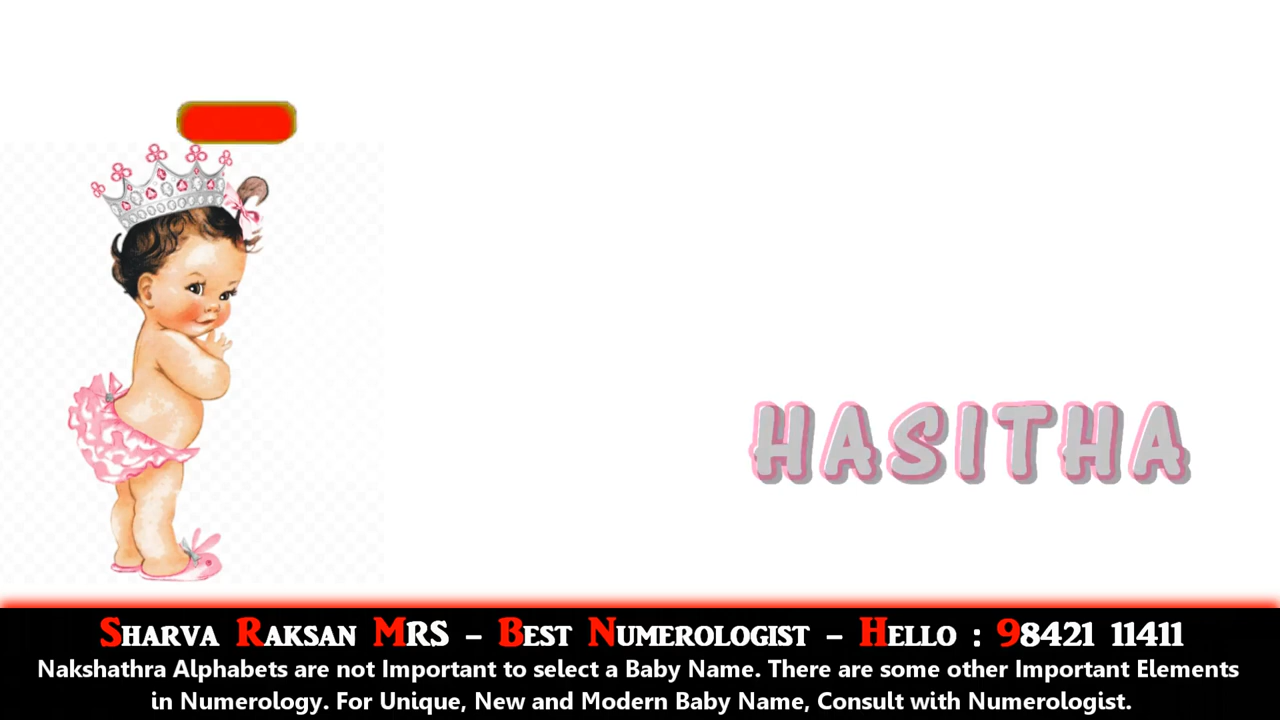 HASITHA
SHARVA RAKSAN MRS – BEST NUMEROLOGIST – HELLO : 98421 11411
Nakshathra Alphabets are not Important to select a Baby Name. There are some other Important Elements
in Numerology. For Unique, New and Modern Baby Name, Consult with Numerologist.